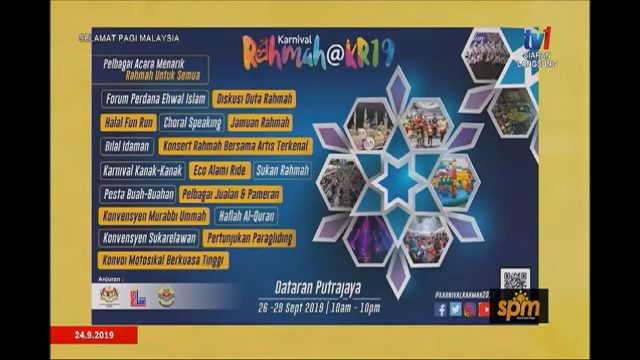 SELAMAT PAGI MALAYSIA
tv1
SIARAN
LANGSUNG
Karnival
Rahmah@KR19
Pelbagai Acara Menarik
Rahmah Untuk Semua
Forum Perdana Ehwal Islam
Diskusi Duta Rahmah
Halal Fun Run
Choral Speaking
Jamuan Rahmah
Bilal Idaman
Konsert Rahmah Bersama Artis Terkenal
Karnival Kanak-Kanak
Eco Alami Ride
Sukan Rahmah
Pesta Buah-Buahan
Pelbagai Jualan & Pameran
Konvensyen Murabbi Ummah
Haflah Al-Quran
Konvensyen Sukarelawan
Pertunjukan Paragliding
Konvoi Motosikal Berkuasa Tinggi
Anjuran :
Dataran Putrajaya
26 -29 Sept 2019 | 10am - 10pm
#KARNIVALRAHMAH20
spm
24.9.2019